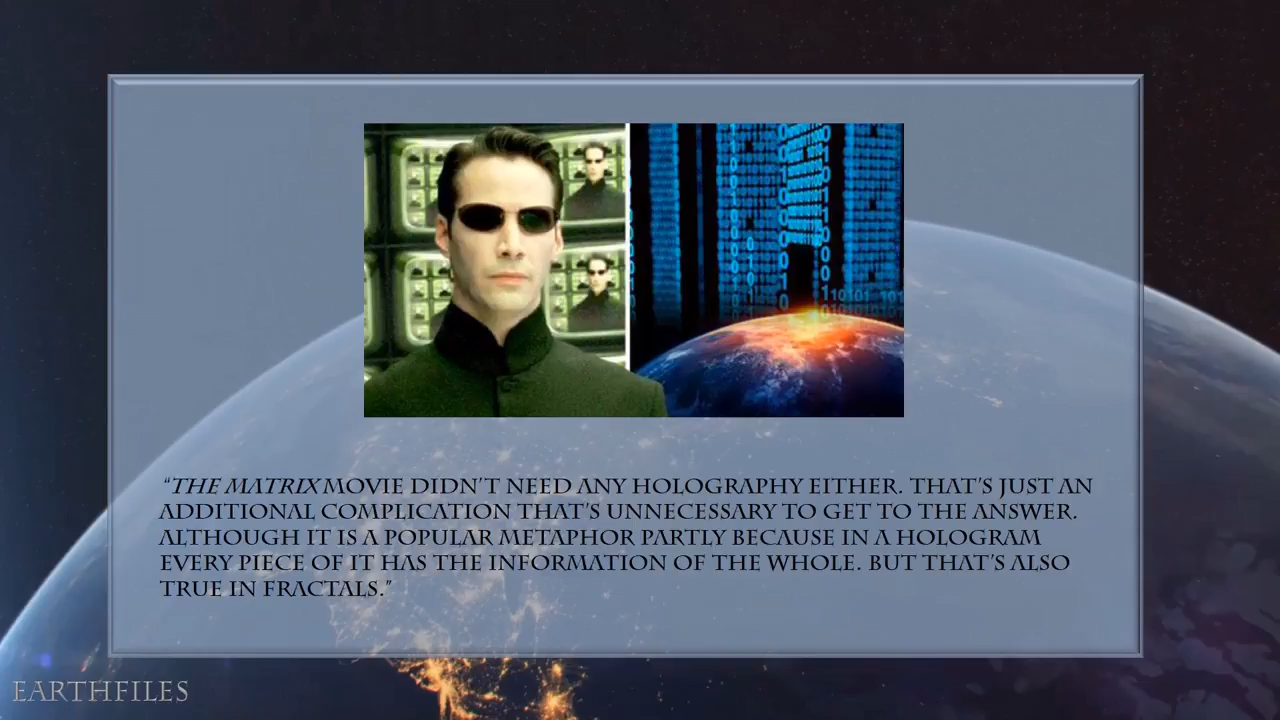 "THE MATRIX MOVIE DIDN'T NEED ANY HOLOGRAPHY EITHER. THAT'S JUST AN
ADDITIONAL COMPLICATION THAT'S UNNECESSARY TO GET TO THE ANSWER.
ALTHOUGH IT IS A POPULAR METAPHOR PARTLY BECAUSE IN A HOLOGRAM
EVERY PIECE OF IT HAS THE INFORMATION OF THE WHOLE. BUT THAT'S ALSO
TRUE IN FRACTALS."
EARTHFILES